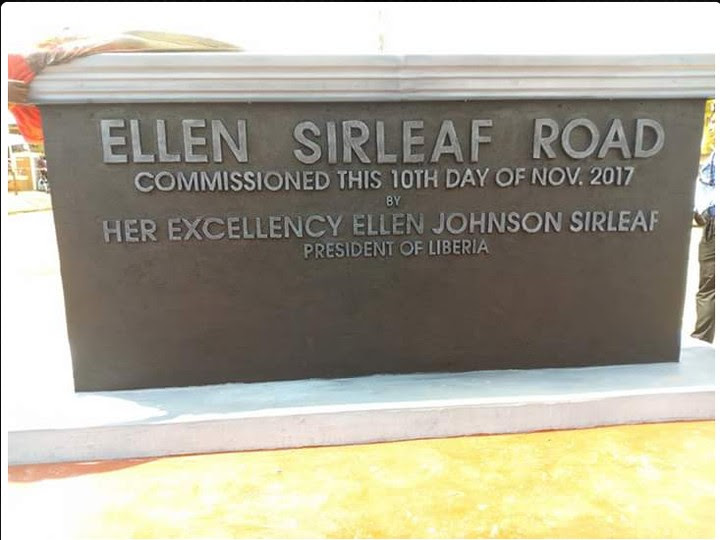 ELLEN SIRLEAF ROAD
COMMISSIONED THIS 10TH DAY OF NOV. 2017
BY
HER EXCELLENCY ELLEN JOHNSON SIRLEAF
PRESIDENT OF LIBERIA